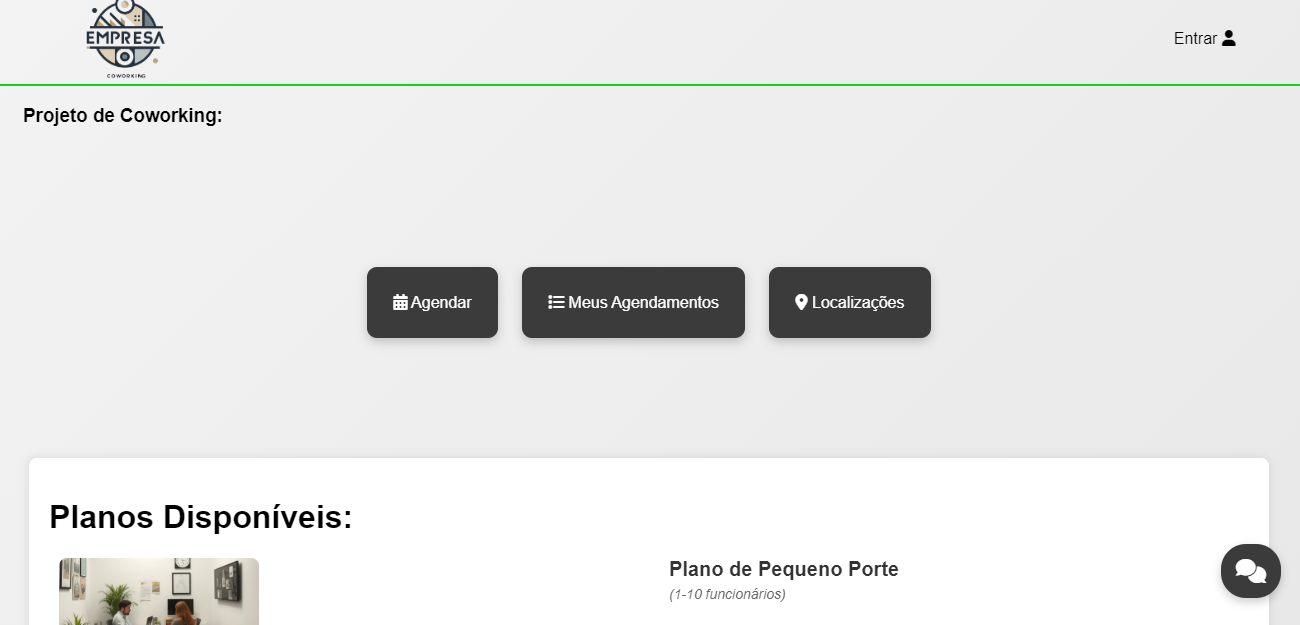 EMPRESA
COWORKING
Entrar
Projeto de Coworking:
Agendar
Meus Agendamentos
Localizações
Planos Disponíveis:
Plano de Pequeno Porte
(1-10 funcionários)